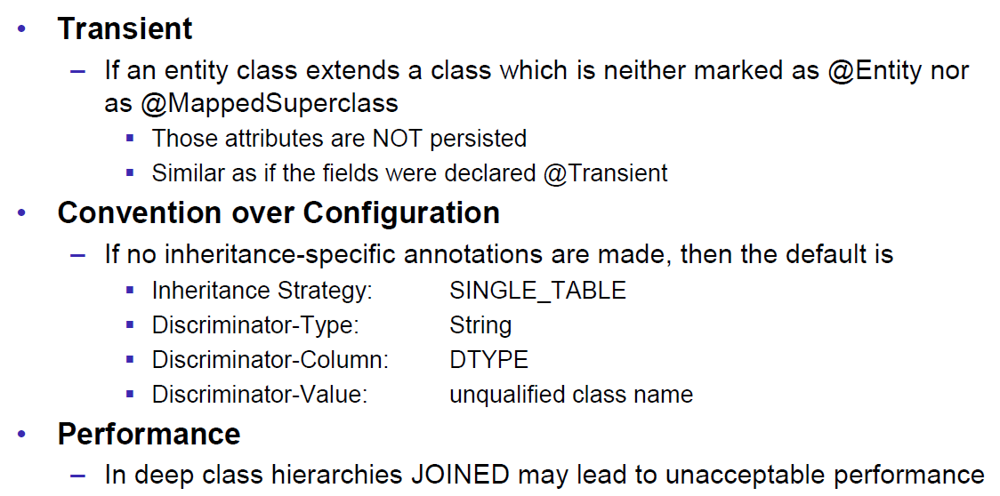 • Transient
– If an entity class extends a class which is neither marked as @Entity nor
as @MappedSuperclass
▪ Those attributes are NOT persisted
▪ Similar as if the fields were declared @Transient
• Convention over Configuration
– If no inheritance-specific annotations are made, then the default is
▪ Inheritance Strategy: SINGLE_TABLE
▪ Discriminator-Type: String
▪ Discriminator-Column: DTYPE
▪ Discriminator-Value: unqualified class name
• Performance
– In deep class hierarchies JOINED may lead to unacceptable performance